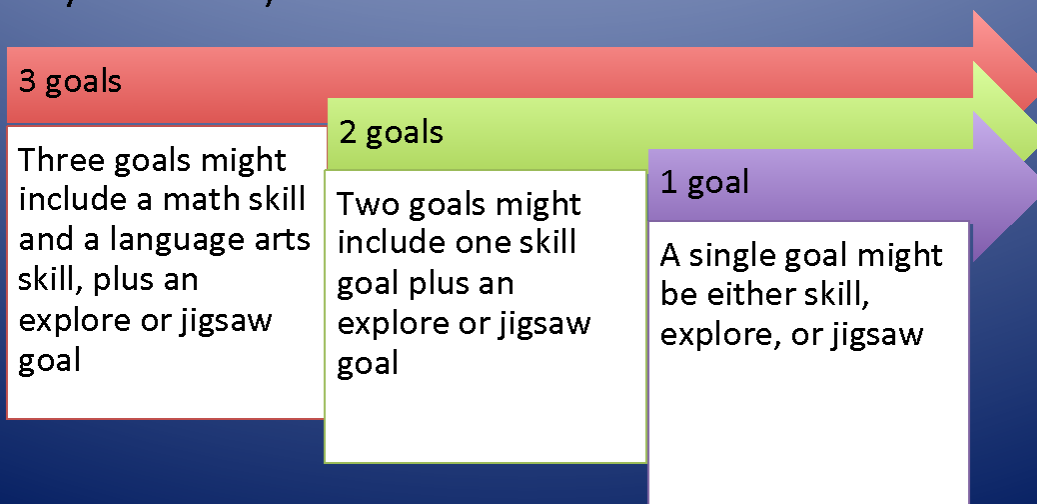 3 goals
Three goals might
include a math skill
and a language arts
skill, plus an
explore or jigsaw
goal
2 goals
Two goals might
include one skill
goal plus an
explore or jigsaw
goal
1 goal
A single goal might
be either skill,
explore, or jigsaw